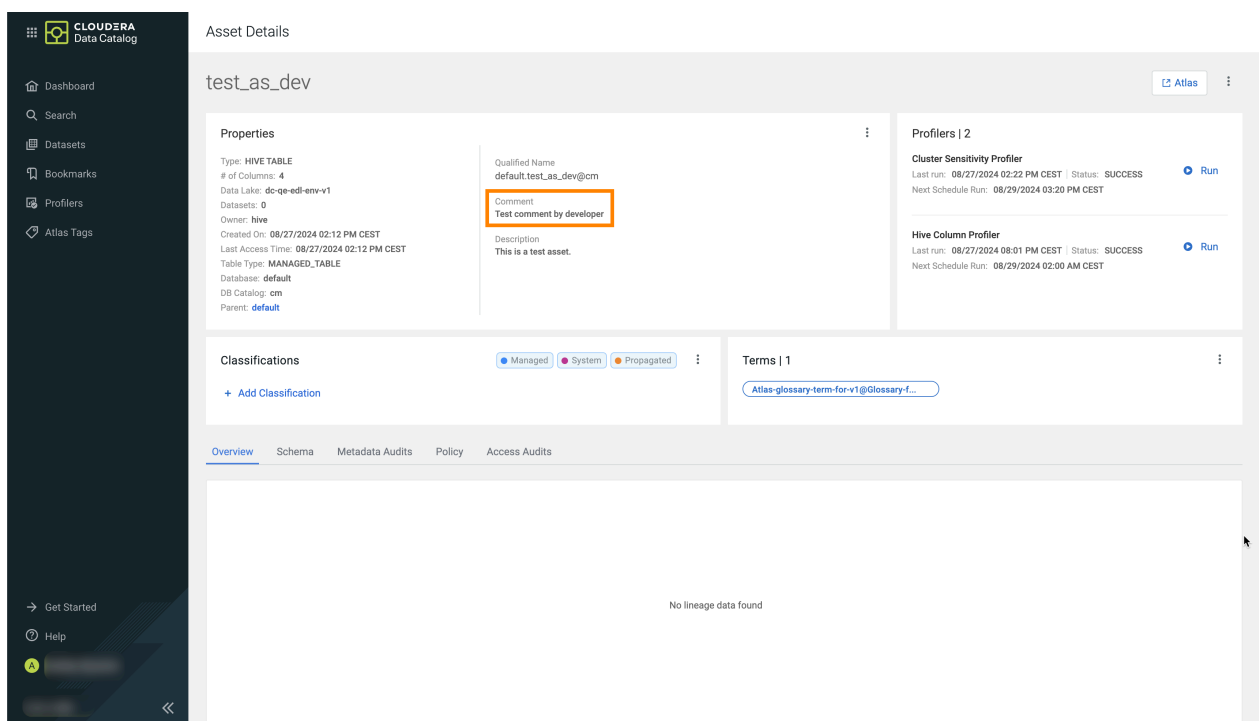 CLOUDERA
Data Catalog
Dashboard
Search
Datasets
Bookmarks
Profilers
Atlas Tags
Get Started
Help
A
Asset Details
test_as_dev
Atlas
Properties
Type: HIVE TABLE
# of Columns: 4
Data Lake: dc-qe-edl-env-v1
Datasets: 0
Owner: hive
Created On: 08/27/2024 02:12 PM CEST
Last Access Time: 08/27/2024 02:12 PM CEST
Table Type: MANAGED_TABLE
Database: default
DB Catalog: cm
Parent: default
Qualified Name
default.test_as_dev@cm
Comment
Test comment by developer
Description
This is a test asset.
Profilers | 2
Cluster Sensitivity Profiler
Last run: 08/27/2024 02:22 PM CEST | Status: SUCCESS
Next Schedule Run: 08/29/2024 03:20 PM CEST
Run
Hive Column Profiler
Last run: 08/27/2024 08:01 PM CEST | Status: SUCCESS
Next Schedule Run: 08/29/2024 02:00 AM CEST
Run
Classifications
Managed System Propagated
+ Add Classification
Terms | 1
Atlas-glossary-term-for-v1@Glossary-f...
Overview Schema Metadata Audits Policy Access Audits
No lineage data found